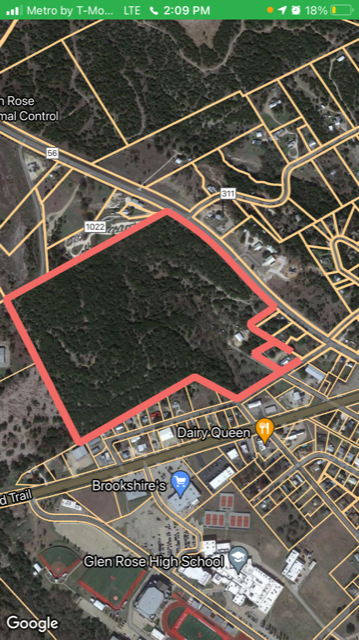 Metro by T-Mo... LTE 2:09 PM 18%
n Rose
mal Control
56
311
1022
Dairy Queen
Brookshire's
d Trail
Glen Rose High School
Google